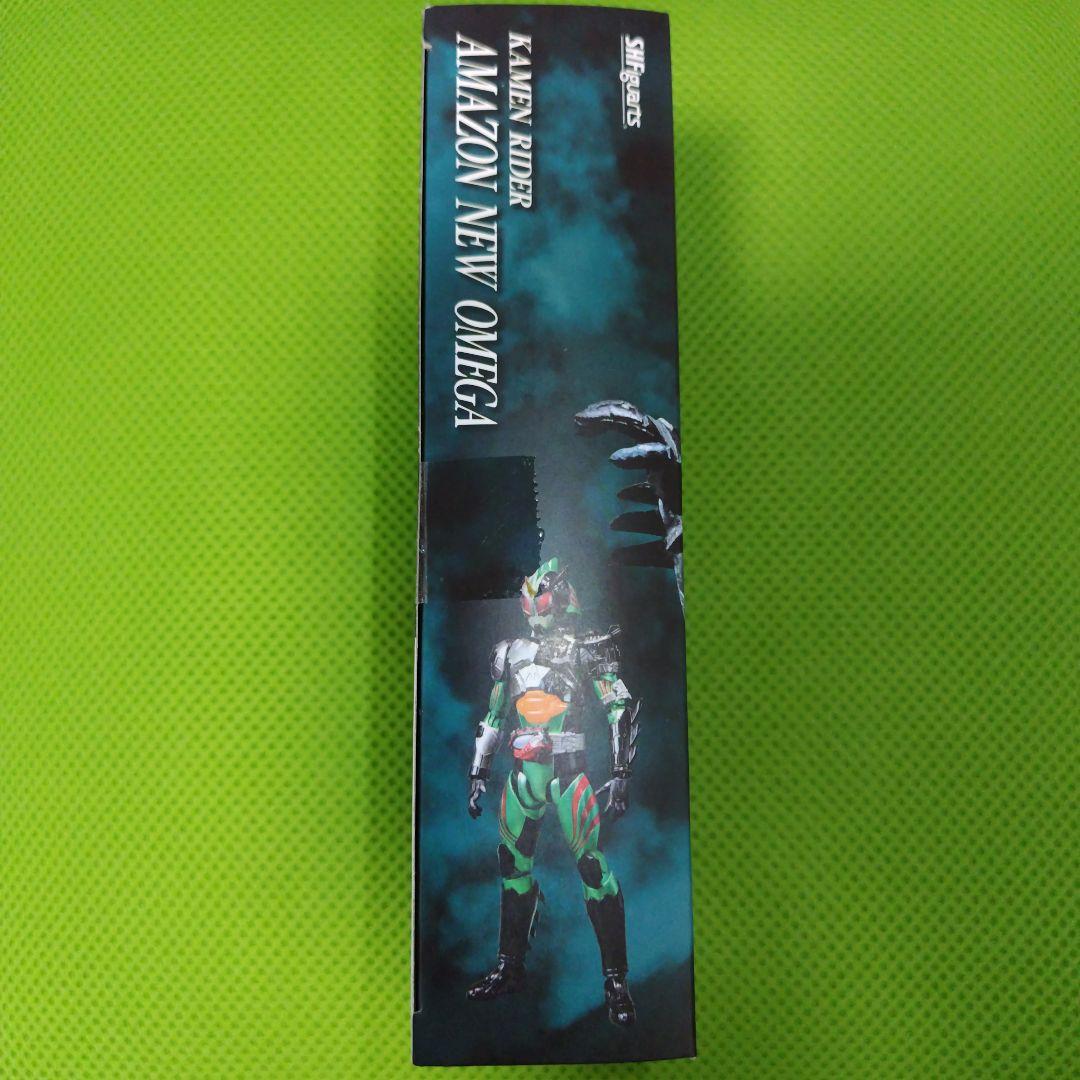 S.H.Figuarts
KAMEN RIDER
AMAZON NEW OMEGA